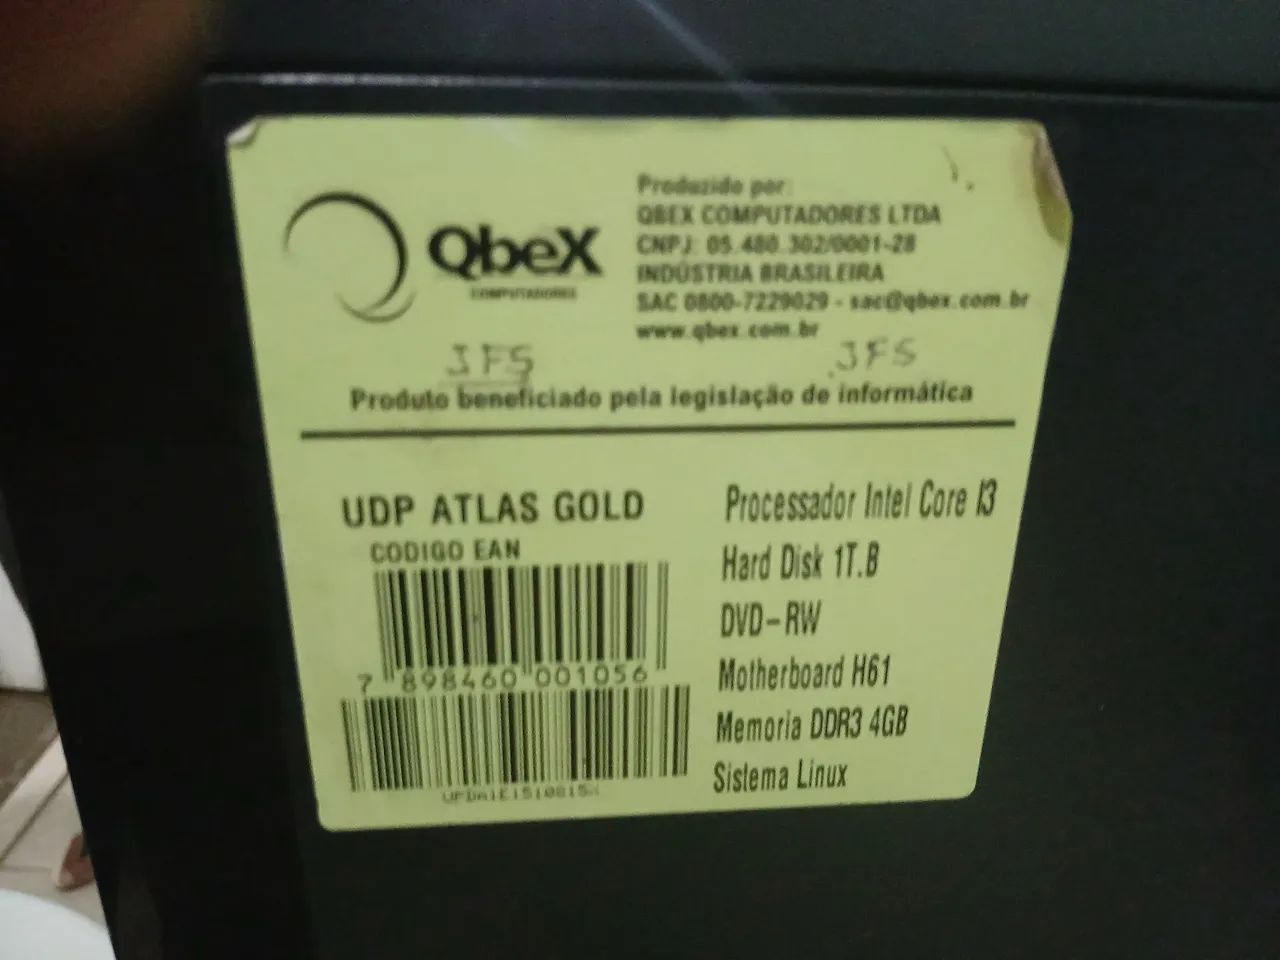 QbeX
COMPUTADORES
Produzido por:
QBEX COMPUTADORES LTDA
CNPJ: 05.480.302/0001-28
INDÚSTRIA BRASILEIRA
SAC 0800-7229029 - sac@qbex.com.br
www.qbex.com.br
JFS
JFS
Produto beneficiado pela legislação de informática
UDP ATLAS GOLD
CODIGO EAN
7 898460 001056
Processador Intel Core I3
Hard Disk 1T.B
DVD-RW
Motherboard H61
Memoria DDR3 4GB
Sistema Linux